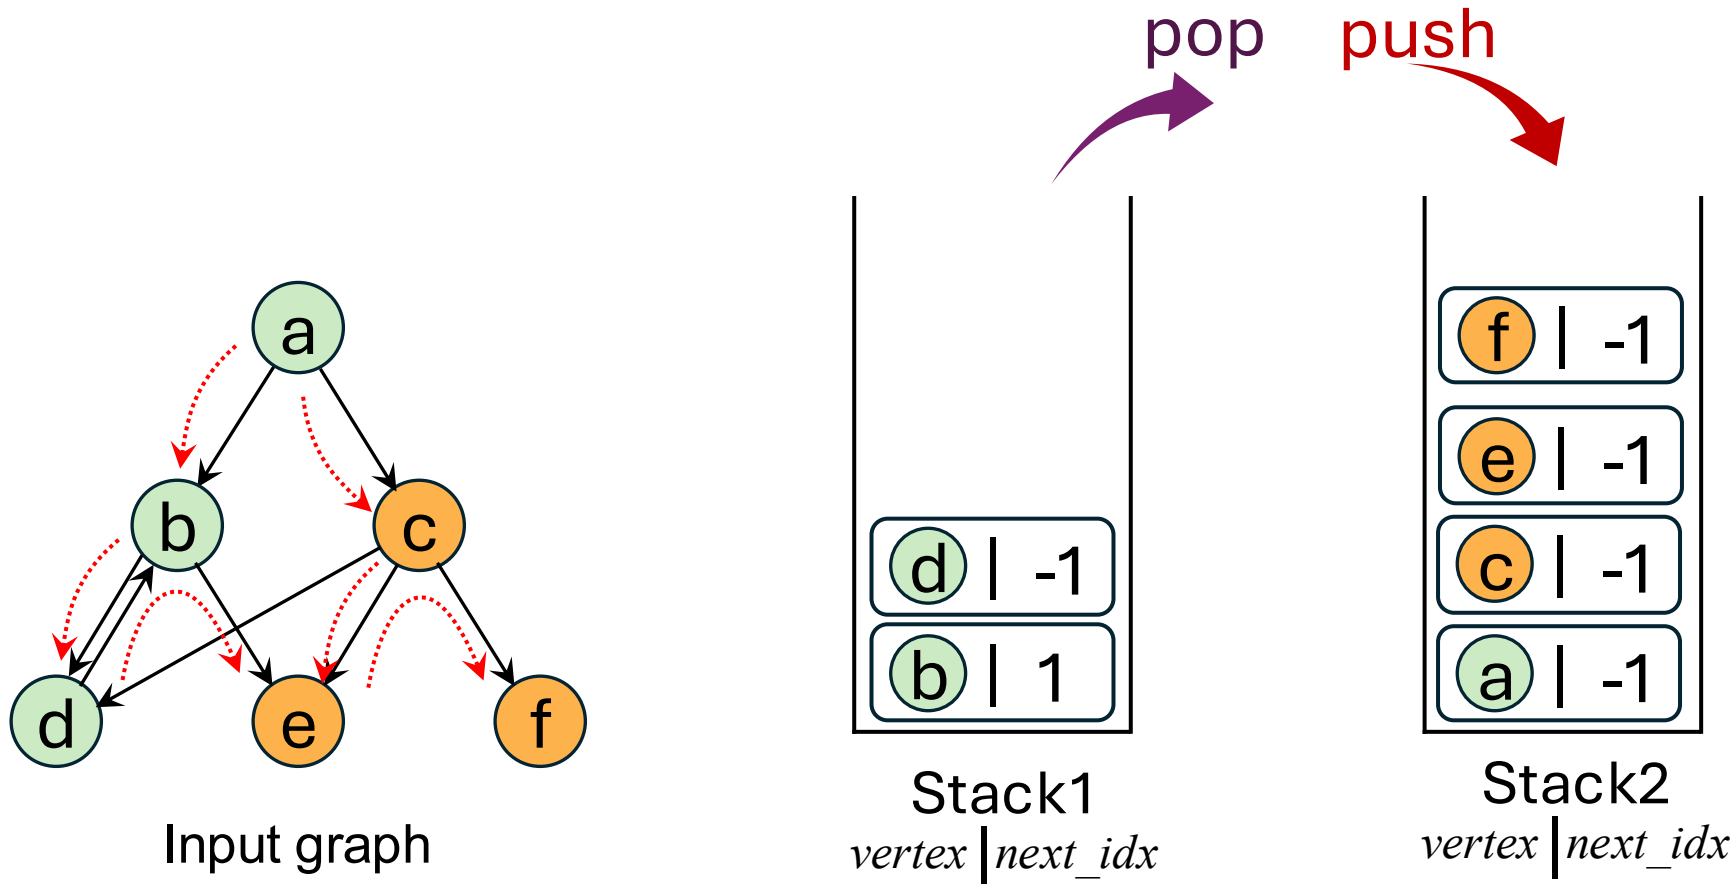 pop
push
a
b
c
d
e
f
Input graph
d | -1
b | 1
Stack1
vertex | next_idx
f | -1
e | -1
c | -1
a | -1
Stack2
vertex | next_idx